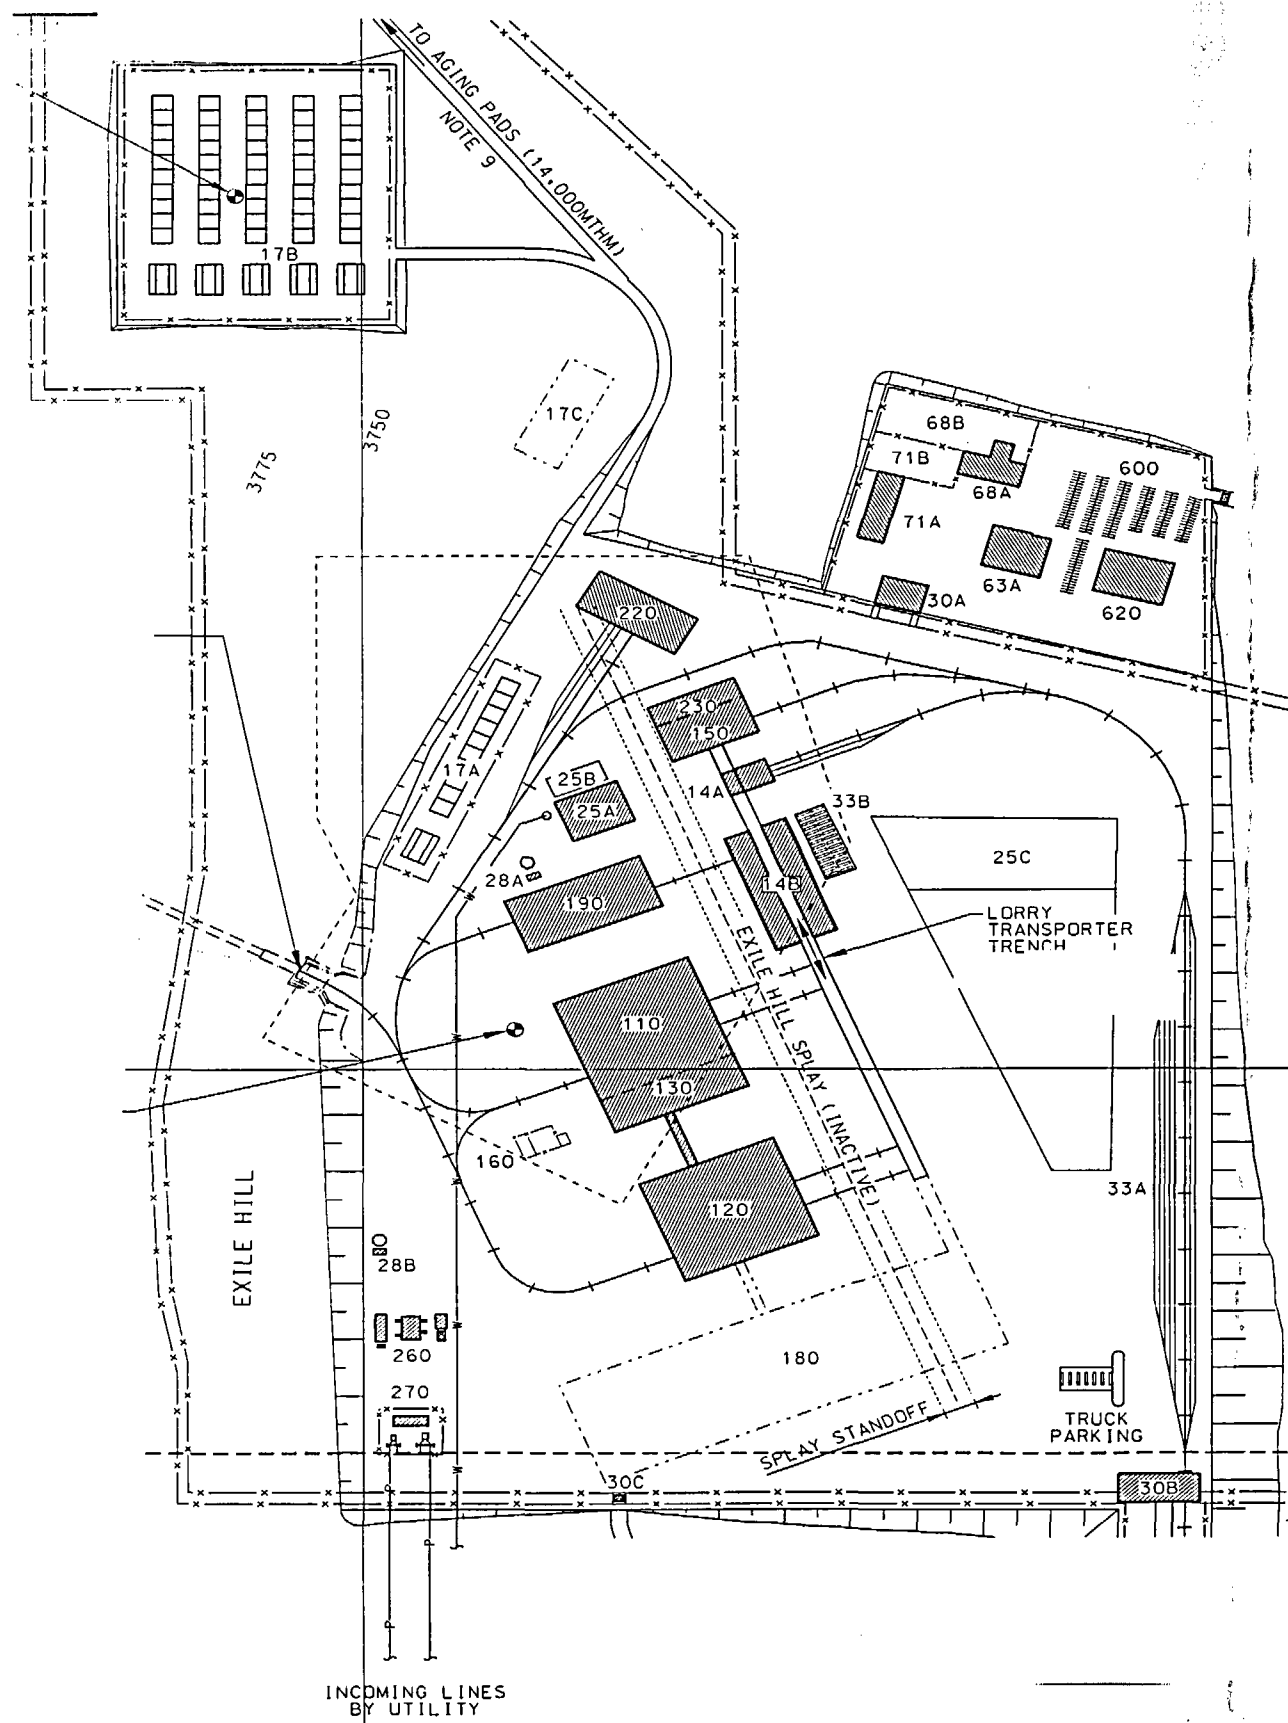 TO AGING PADS (14,000MTHM)
NOTE 9
17B
17C
3775
3750
68B
71B
68A
600
71A
63A
30A
620
220
230
150
17A
25B
25A
14A
33B
28A
190
14B
25C
LORRY
TRANSPORTER
TRENCH
EXILE HILL SPLAY (INACTIVE)
110
130
160
120
33A
EXILE HILL
28B
260
270
180
SPLAY STANDOFF
TRUCK
PARKING
30C
30B
W
W
W
W
W
P
P
P
INCOMING LINES
BY UTILITY